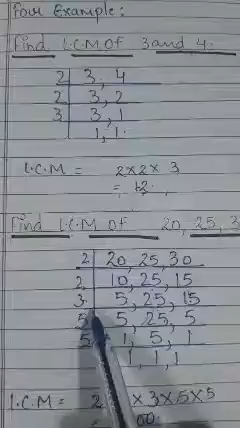 Four Example:
Find L.C.M Of 3 and 4.
2 3, 4
2 3, 2
3 3, 1
1, 1.
L.C.M = 2 × 2 × 3
= 12.
Find L.C.M Of 20, 25, 3
2 20, 25, 30
2 10, 25, 15
3 5, 25, 15
5 5, 25, 5
5 1, 5, 1
1, 1
L.C.M = 2 × 3 × 5 × 5
= 00.